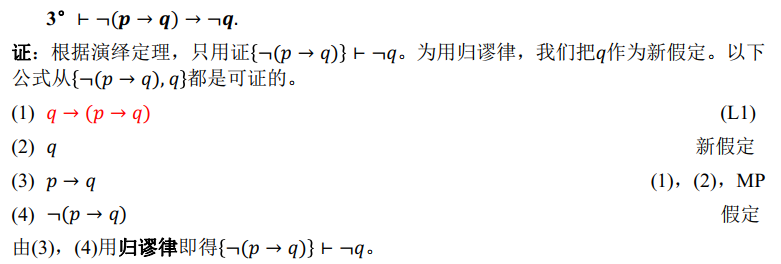 3° ⊢ ¬(p → q) → ¬q.
证：根据演绎定理，只用证{¬(p → q)} ⊢ ¬q。为用归谬律，我们把q作为新假定。以下
公式从{¬(p → q), q}都是可证的。
(1) q → (p → q) (L1)
(2) q 新假定
(3) p → q (1)，(2)，MP
(4) ¬(p → q) 假定
由(3)，(4)用归谬律即得{¬(p → q)} ⊢ ¬q。